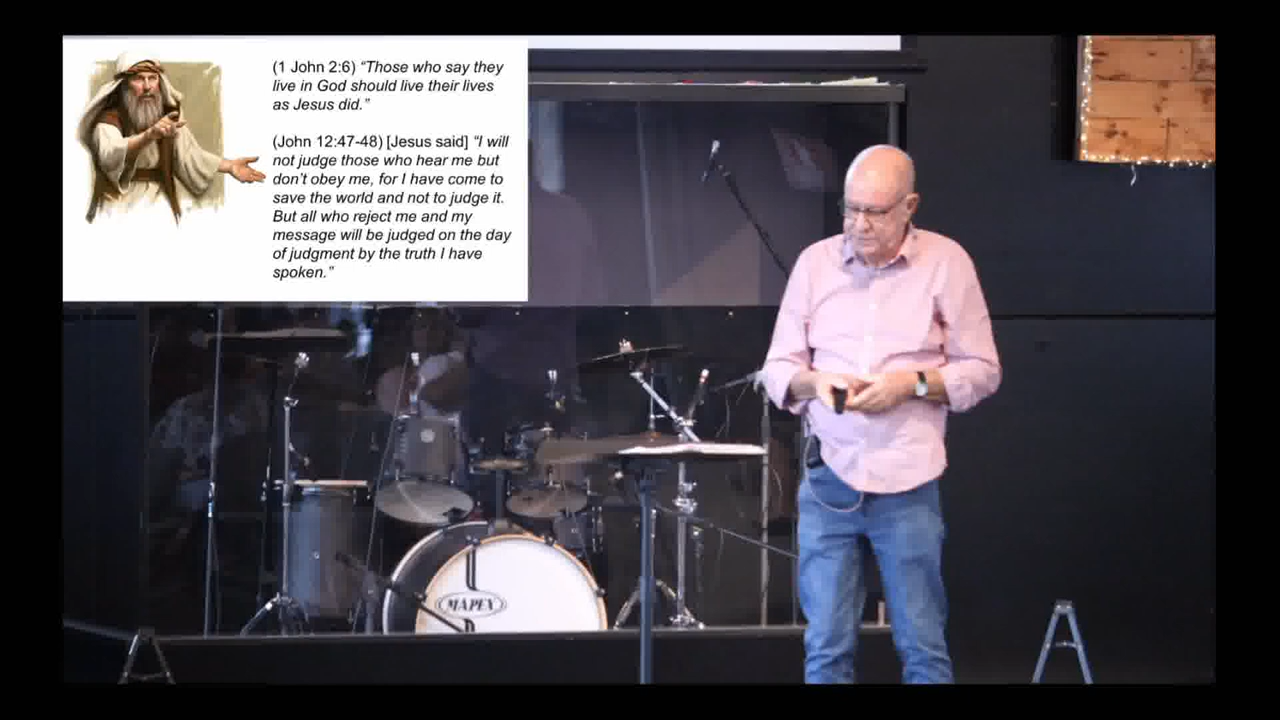 (1 John 2:6) “Those who say they
live in God should live their lives
as Jesus did.”
(John 12:47-48) [Jesus said] “I will
not judge those who hear me but
don’t obey me, for I have come to
save the world and not to judge it.
But all who reject me and my
message will be judged on the day
of judgment by the truth I have
spoken.”
MAPEX